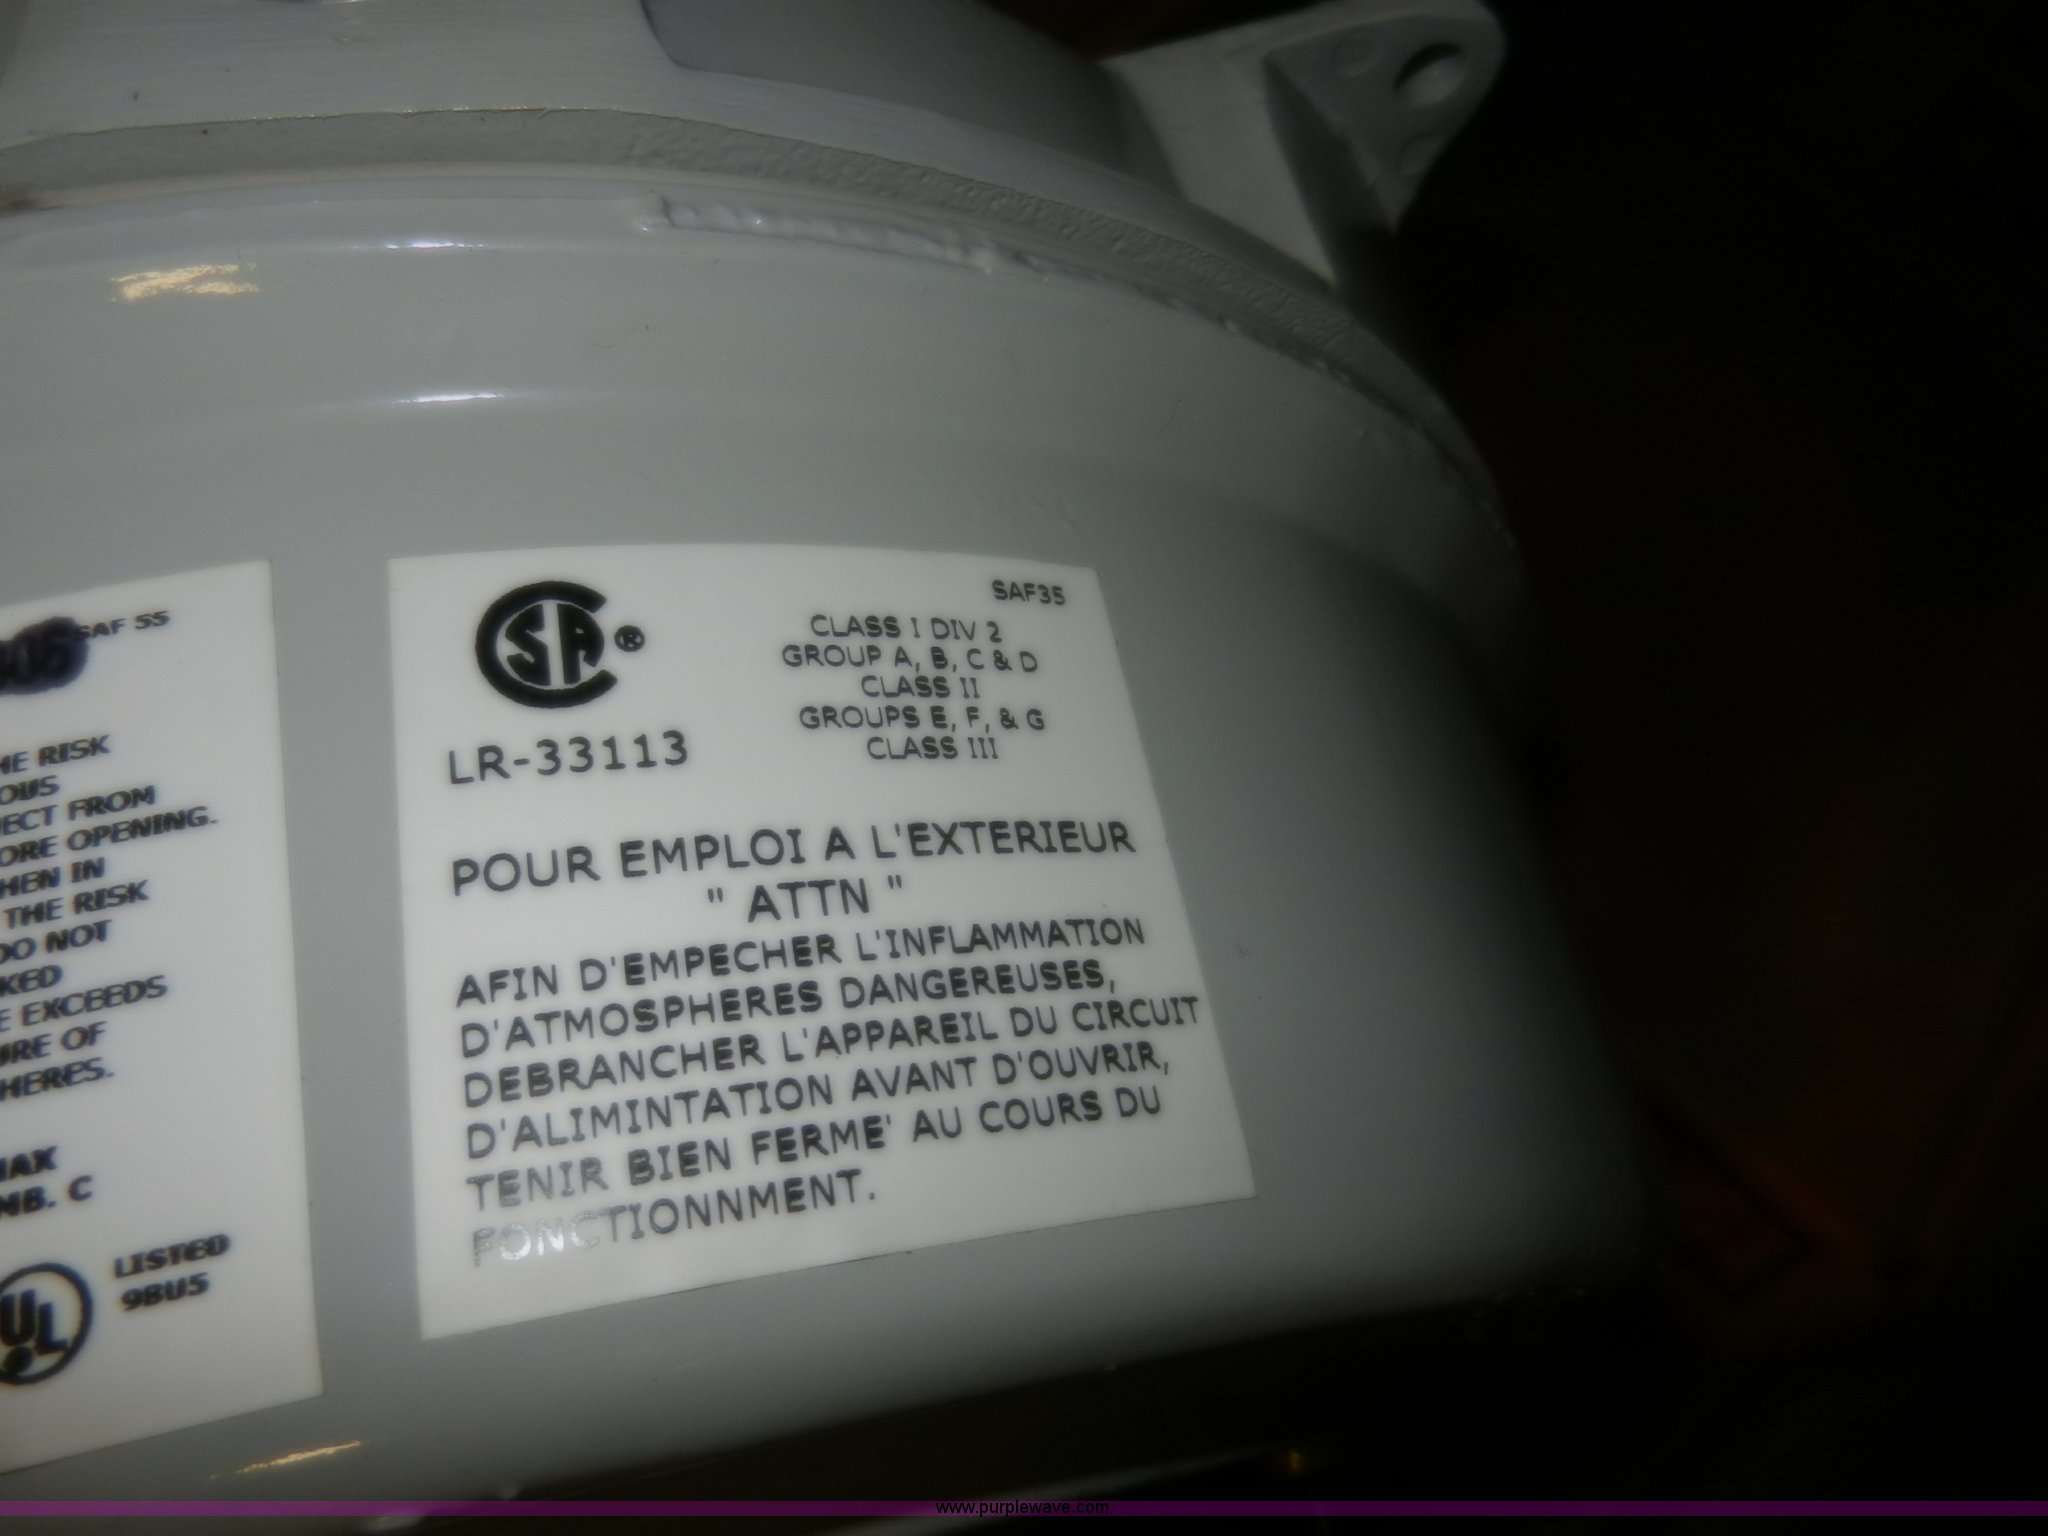 SAF 55
HE RISK
OUS
ECT FROM
ORE OPENING.
HEN IN
THE RISK
DO NOT
KED
E EXCEEDS
URE OF
HERES.
MAX
MB. C
UL
LISTED
98U5
CSA®
SAF35
CLASS I DIV 2
GROUP A, B, C & D
CLASS II
GROUPS E, F, & G
CLASS III
LR-33113
POUR EMPLOI A L'EXTERIEUR
" ATTN "
AFIN D'EMPECHER L'INFLAMMATION
D'ATMOSPHERES DANGEREUSES,
DEBRANCHER L'APPAREIL DU CIRCUIT
D'ALIMINTATION AVANT D'OUVRIR,
TENIR BIEN FERME' AU COURS DU
FONCTIONNMENT.
www.purplewave.com